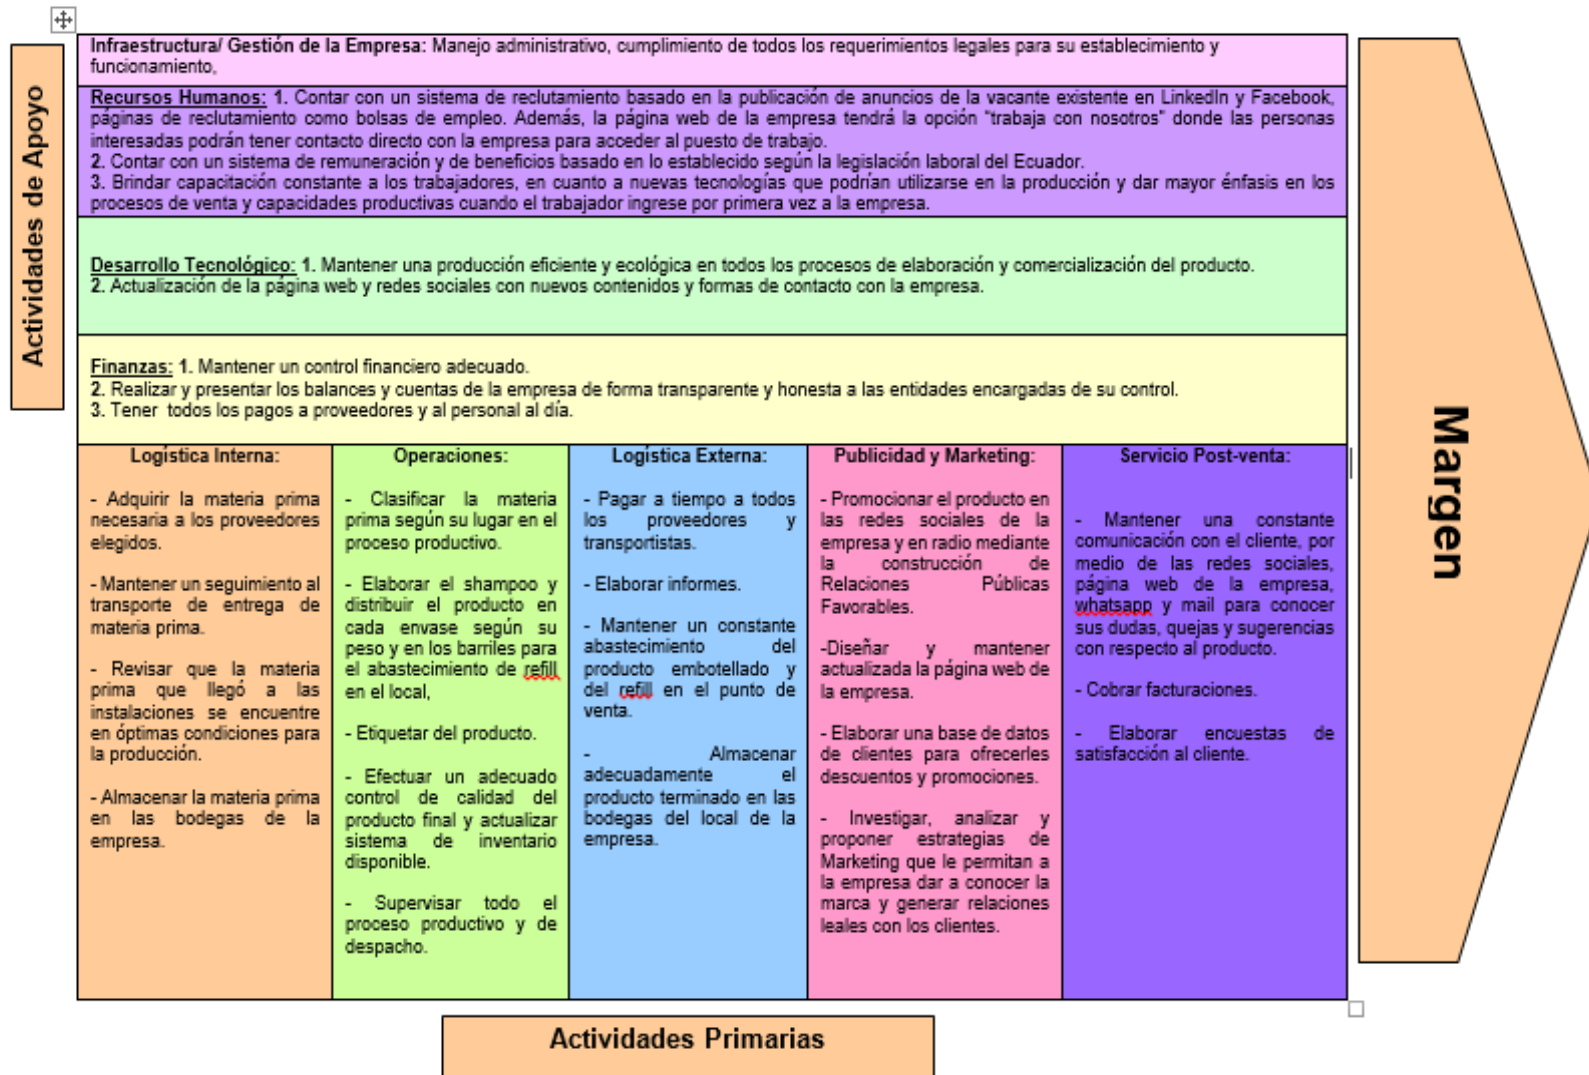 Actividades de Apoyo
Infraestructura/ Gestión de la Empresa: Manejo administrativo, cumplimiento de todos los requerimientos legales para su establecimiento y
funcionamiento,
Recursos Humanos: 1. Contar con un sistema de reclutamiento basado en la publicación de anuncios de la vacante existente en LinkedIn y Facebook,
páginas de reclutamiento como bolsas de empleo. Además, la página web de la empresa tendrá la opción “trabaja con nosotros” donde las personas
interesadas podrán tener contacto directo con la empresa para acceder al puesto de trabajo.
2. Contar con un sistema de remuneración y de beneficios basado en lo establecido según la legislación laboral del Ecuador.
3. Brindar capacitación constante a los trabajadores, en cuanto a nuevas tecnologías que podrían utilizarse en la producción y dar mayor énfasis en los
procesos de venta y capacidades productivas cuando el trabajador ingrese por primera vez a la empresa.
Desarrollo Tecnológico: 1. Mantener una producción eficiente y ecológica en todos los procesos de elaboración y comercialización del producto.
2. Actualización de la página web y redes sociales con nuevos contenidos y formas de contacto con la empresa.
Finanzas: 1. Mantener un control financiero adecuado.
2. Realizar y presentar los balances y cuentas de la empresa de forma transparente y honesta a las entidades encargadas de su control.
3. Tener todos los pagos a proveedores y al personal al día.
Logística Interna:
- Adquirir la materia prima
necesaria a los proveedores
elegidos.
- Mantener un seguimiento al
transporte de entrega de
materia prima.
- Revisar que la materia
prima que llegó a las
instalaciones se encuentre
en óptimas condiciones para
la producción.
- Almacenar la materia prima
en las bodegas de la
empresa.
Operaciones:
- Clasificar la materia
prima según su lugar en el
proceso productivo.
- Elaborar el shampoo y
distribuir el producto en
cada envase según su
peso y en los barriles para
el abastecimiento de refill
en el local,
- Etiquetar del producto.
- Efectuar un adecuado
control de calidad del
producto final y actualizar
sistema de inventario
disponible.
- Supervisar todo el
proceso productivo y de
despacho.
Logística Externa:
- Pagar a tiempo a todos
los proveedores y
transportistas.
- Elaborar informes.
- Mantener un constante
abastecimiento del
producto embotellado y
del refill en el punto de
venta.
- Almacenar
adecuadamente el
producto terminado en las
bodegas del local de la
empresa.
Publicidad y Marketing:
- Promocionar el producto en
las redes sociales de la
empresa y en radio mediante
la construcción de
Relaciones Públicas
Favorables.
-Diseñar y mantener
actualizada la página web de
la empresa.
- Elaborar una base de datos
de clientes para ofrecerles
descuentos y promociones.
- Investigar, analizar y
proponer estrategias de
Marketing que le permitan a
la empresa dar a conocer la
marca y generar relaciones
leales con los clientes.
Servicio Post-venta:
- Mantener una constante
comunicación con el cliente, por
medio de las redes sociales,
página web de la empresa,
whatsapp y mail para conocer
sus dudas, quejas y sugerencias
con respecto al producto.
- Cobrar facturaciones.
- Elaborar encuestas de
satisfacción al cliente.
Margen
Actividades Primarias